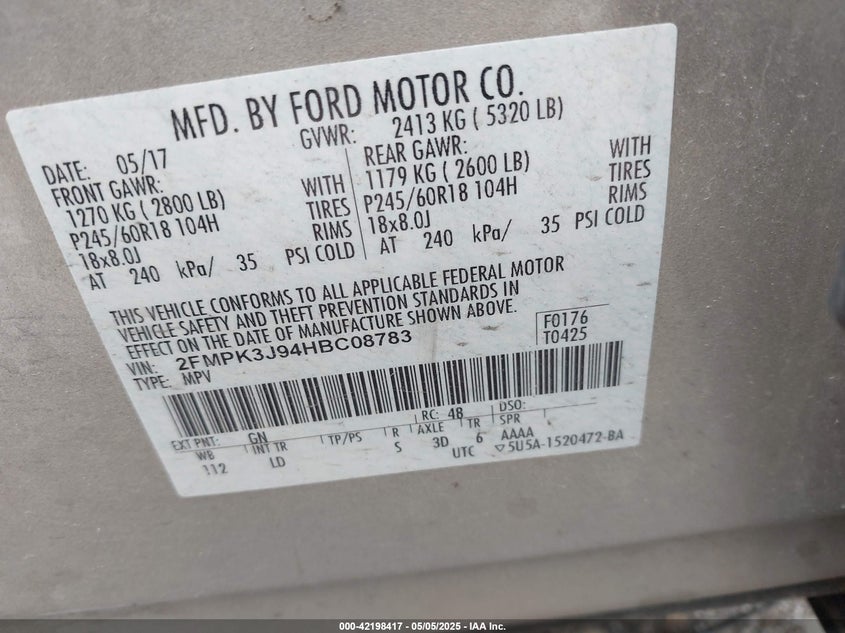 MFD. BY FORD MOTOR CO.
DATE: 05/17
GVWR: 2413 KG ( 5320 LB)
FRONT GAWR:
1270 KG ( 2800 LB) WITH
P245/60R18 104H TIRES
18x8.0J RIMS
AT 240 kPa/ 35 PSI COLD
REAR GAWR: WITH
1179 KG ( 2600 LB) TIRES
P245/60R18 104H RIMS
18x8.0J
AT 240 kPa/ 35 PSI COLD
THIS VEHICLE CONFORMS TO ALL APPLICABLE FEDERAL MOTOR
VEHICLE SAFETY AND THEFT PREVENTION STANDARDS IN
EFFECT ON THE DATE OF MANUFACTURE SHOWN ABOVE.
VIN: 2FMPK3J94HBC08783
TYPE: MPV
F0176
T0425
EXT PNT: GN RC: 48 DSO:
WB INT TR TP/PS R AXLE TR SPR
112 LD S 3D 6 AAAA
UTC ▽5U5A-1520472-BA
000-42198417 - 05/05/2025 - IAA Inc.